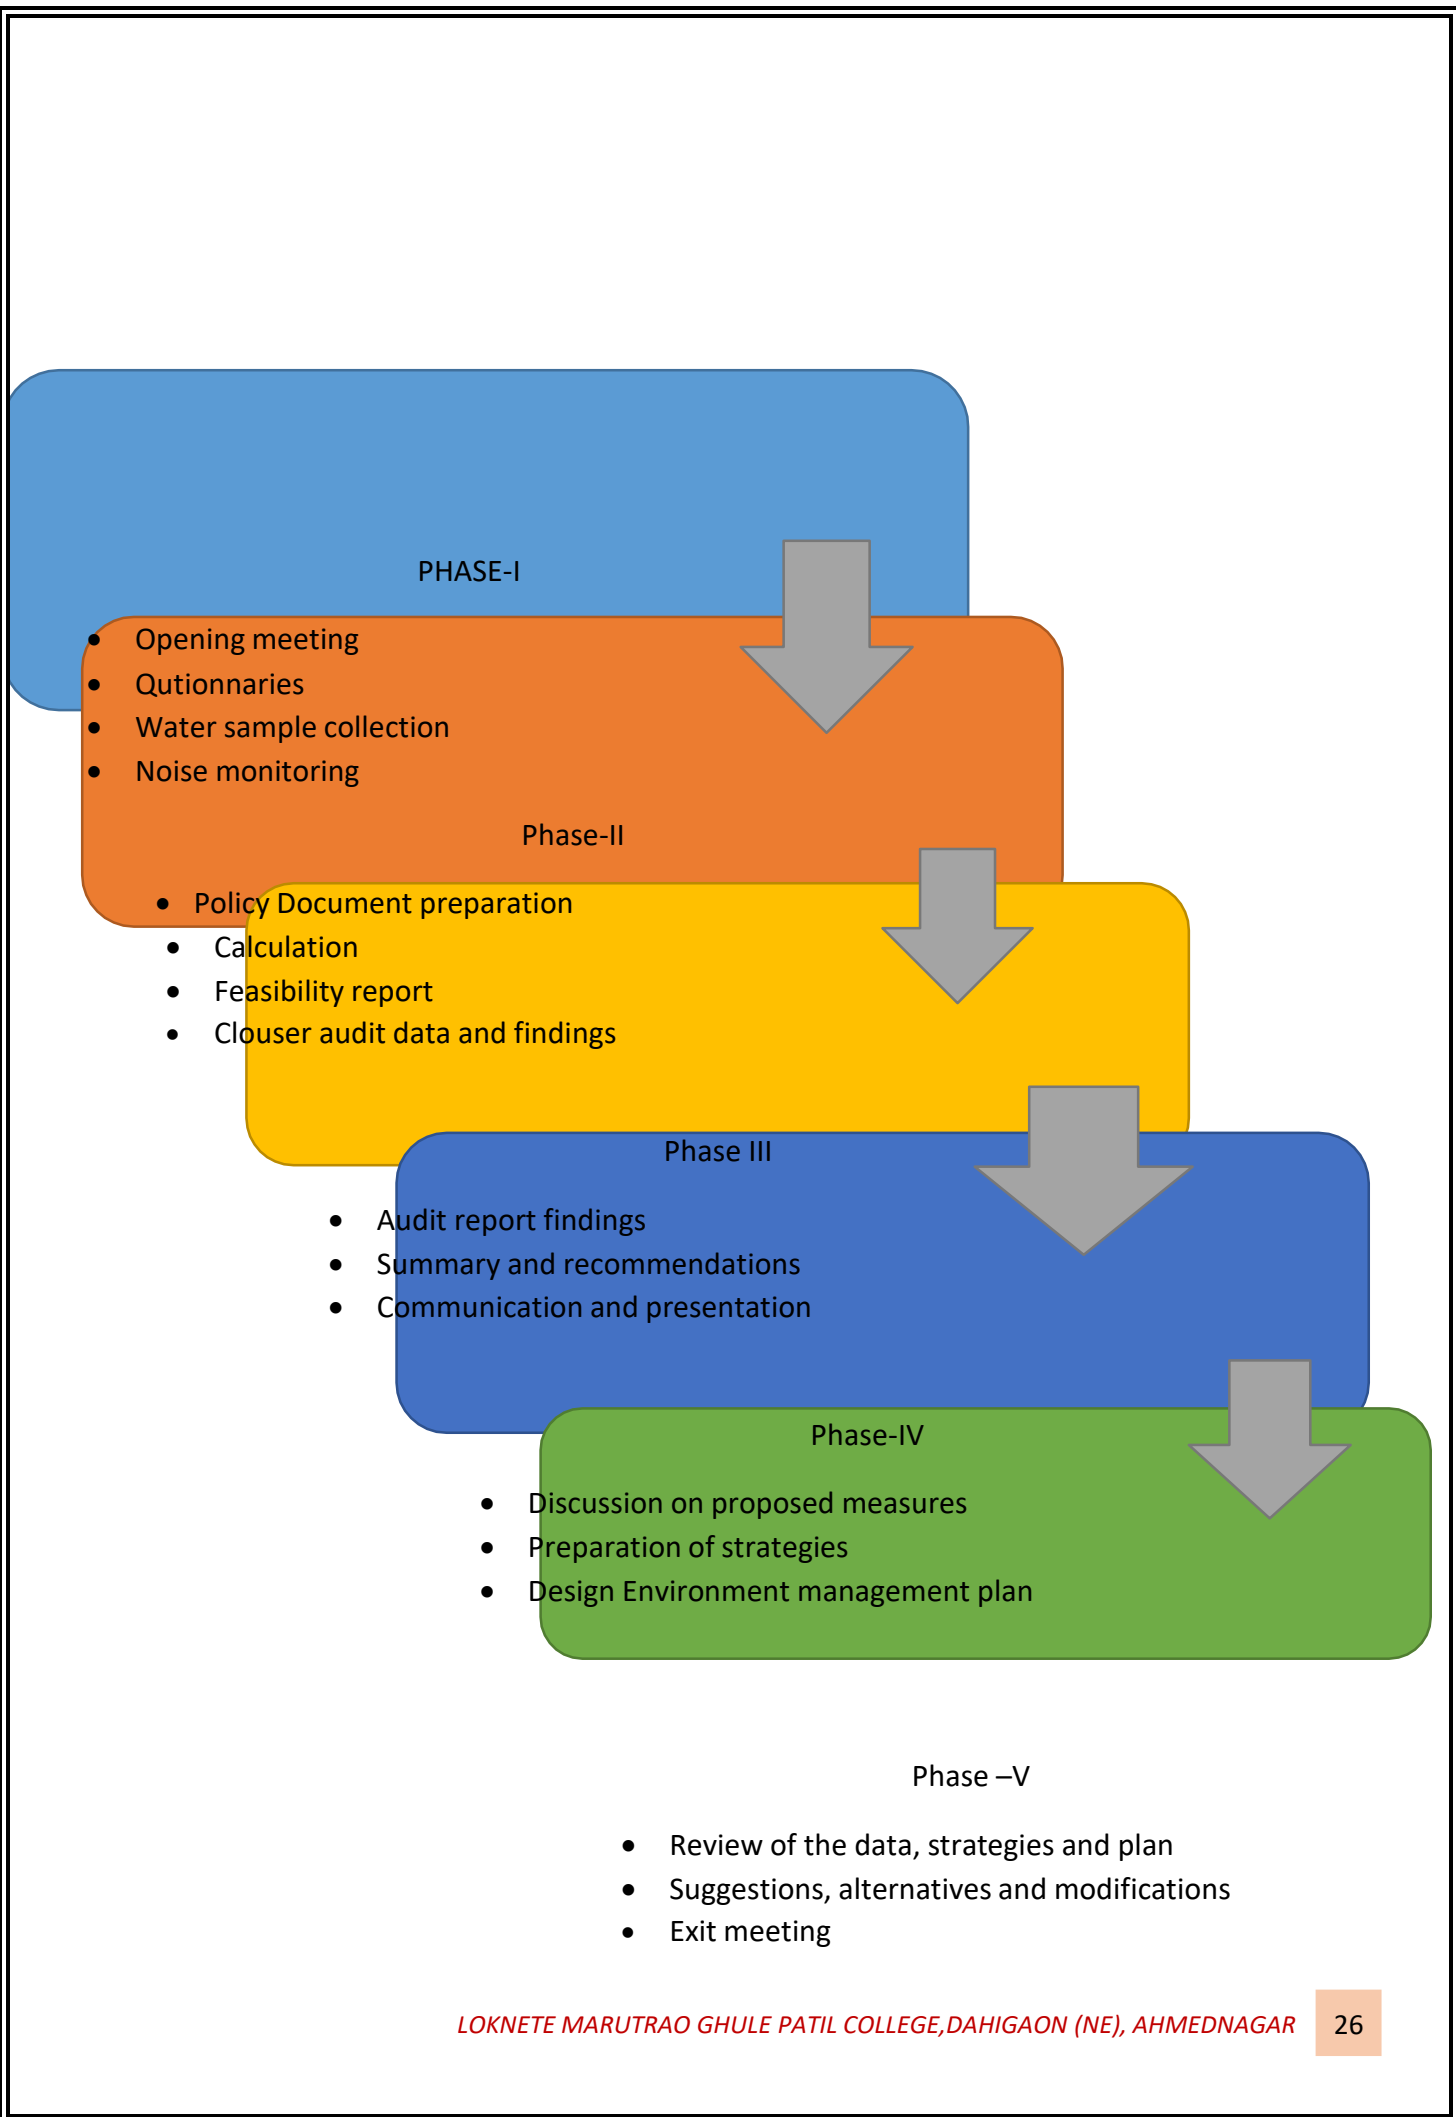 PHASE-I
• Opening meeting
• Qutionnaries
• Water sample collection
• Noise monitoring
Phase-II
• Policy Document preparation
• Calculation
• Feasibility report
• Clouser audit data and findings
Phase III
• Audit report findings
• Summary and recommendations
• Communication and presentation
Phase-IV
• Discussion on proposed measures
• Preparation of strategies
• Design Environment management plan
Phase –V
• Review of the data, strategies and plan
• Suggestions, alternatives and modifications
• Exit meeting
LOKNETE MARUTRAO GHULE PATIL COLLEGE,DAHIGAON (NE), AHMEDNAGAR 26